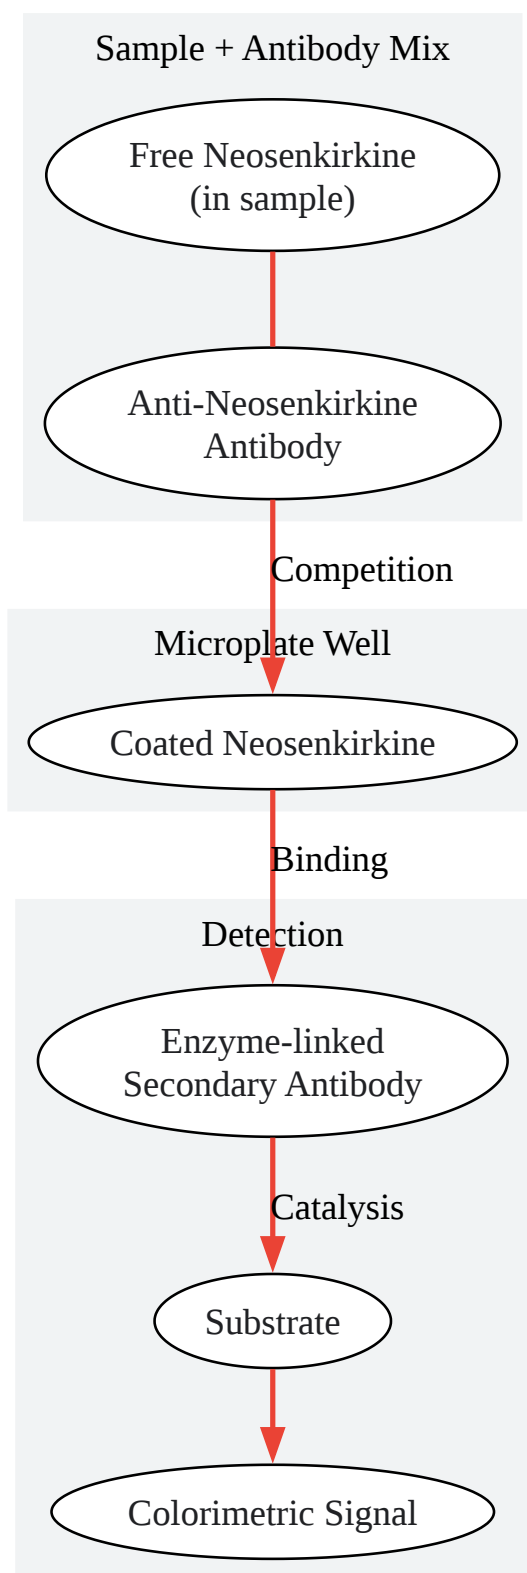 Sample + Antibody Mix
Free Neosenkirkine
(in sample)
Anti-Neosenkirkine
Antibody
Competition
Microplate Well
Coated Neosenkirkine
Binding
Detection
Enzyme-linked
Secondary Antibody
Catalysis
Substrate
Colorimetric Signal